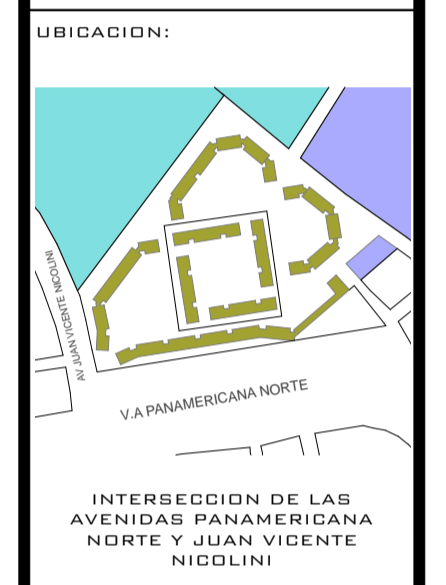 UBICACION:
AV JUAN VICENTE NICOLINI
V.A PANAMERICANA NORTE
INTERSECCION DE LAS
AVENIDAS PANAMERICANA
NORTE Y JUAN VICENTE
NICOLINI